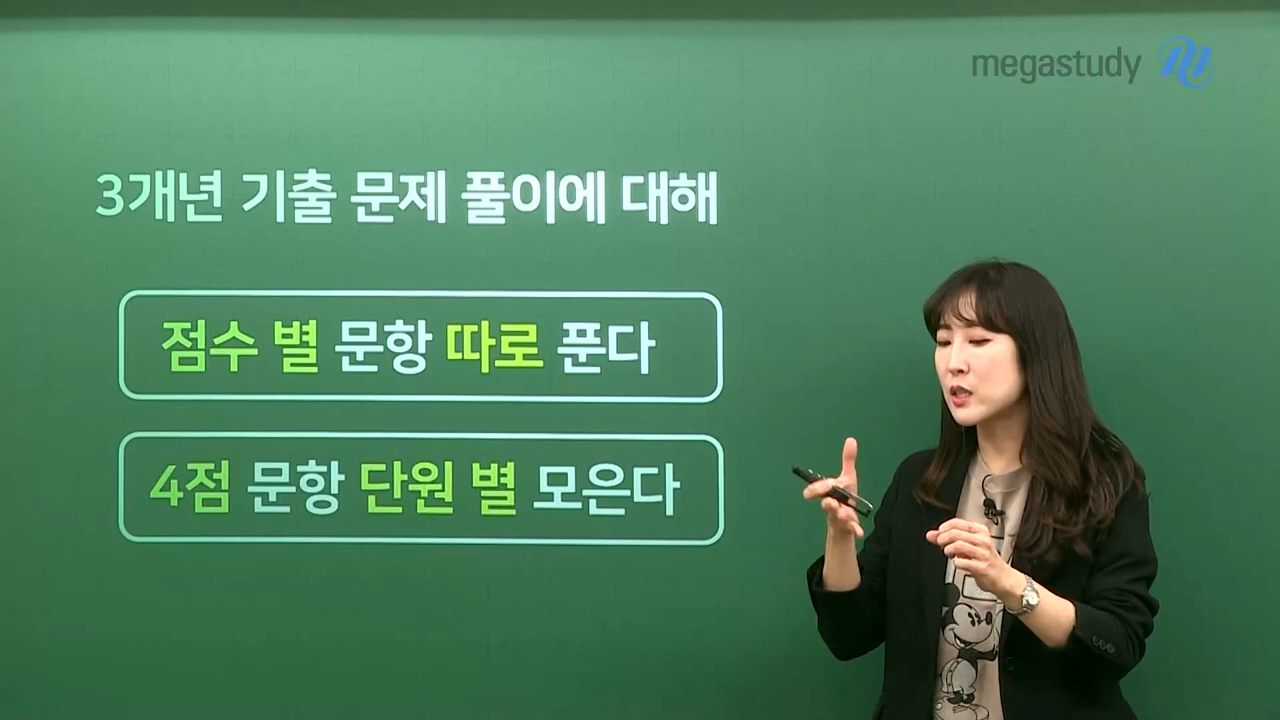 megastudy
3개년 기출 문제 풀이에 대해
점수 별 문항 따로 푼다
4점 문항 단원 별 모은다